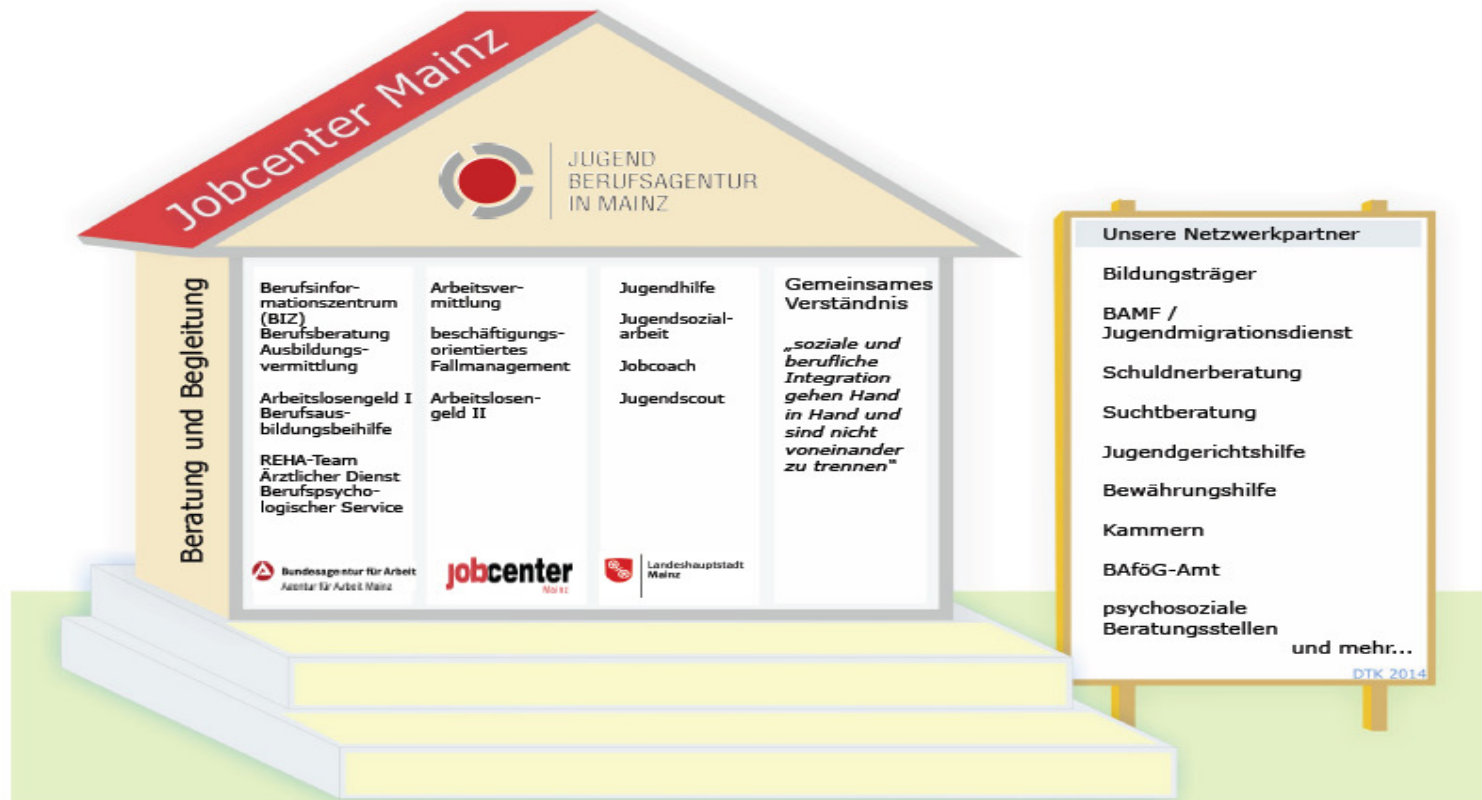 Jobcenter Mainz
JUGEND
BERUFSAGENTUR
IN MAINZ
Beratung und Begleitung
Berufsinfor-
mationszentrum
(BIZ)
Berufsberatung
Ausbildungs-
vermittlung
Arbeitslosengeld I
Berufsaus-
bildungsbeihilfe
REHA-Team
Ärztlicher Dienst
Berufspsycho-
logischer Service
Bundesagentur für Arbeit
Agentur für Arbeit Mainz
Arbeitsver-
mittlung
beschäftigungs-
orientiertes
Fallmanagement
Arbeitslosen-
geld II
jobcenter
Mainz
Jugendhilfe
Jugendsozial-
arbeit
Jobcoach
Jugendscout
Landeshauptstadt
Mainz
Gemeinsames
Verständnis
„soziale und
berufliche
Integration
gehen Hand
in Hand und
sind nicht
voneinander
zu trennen"
Unsere Netzwerkpartner
Bildungsträger
BAMF /
Jugendmigrationsdienst
Schuldnerberatung
Suchtberatung
Jugendgerichtshilfe
Bewährungshilfe
Kammern
BAföG-Amt
psychosoziale
Beratungsstellen
und mehr...
DTK 2014